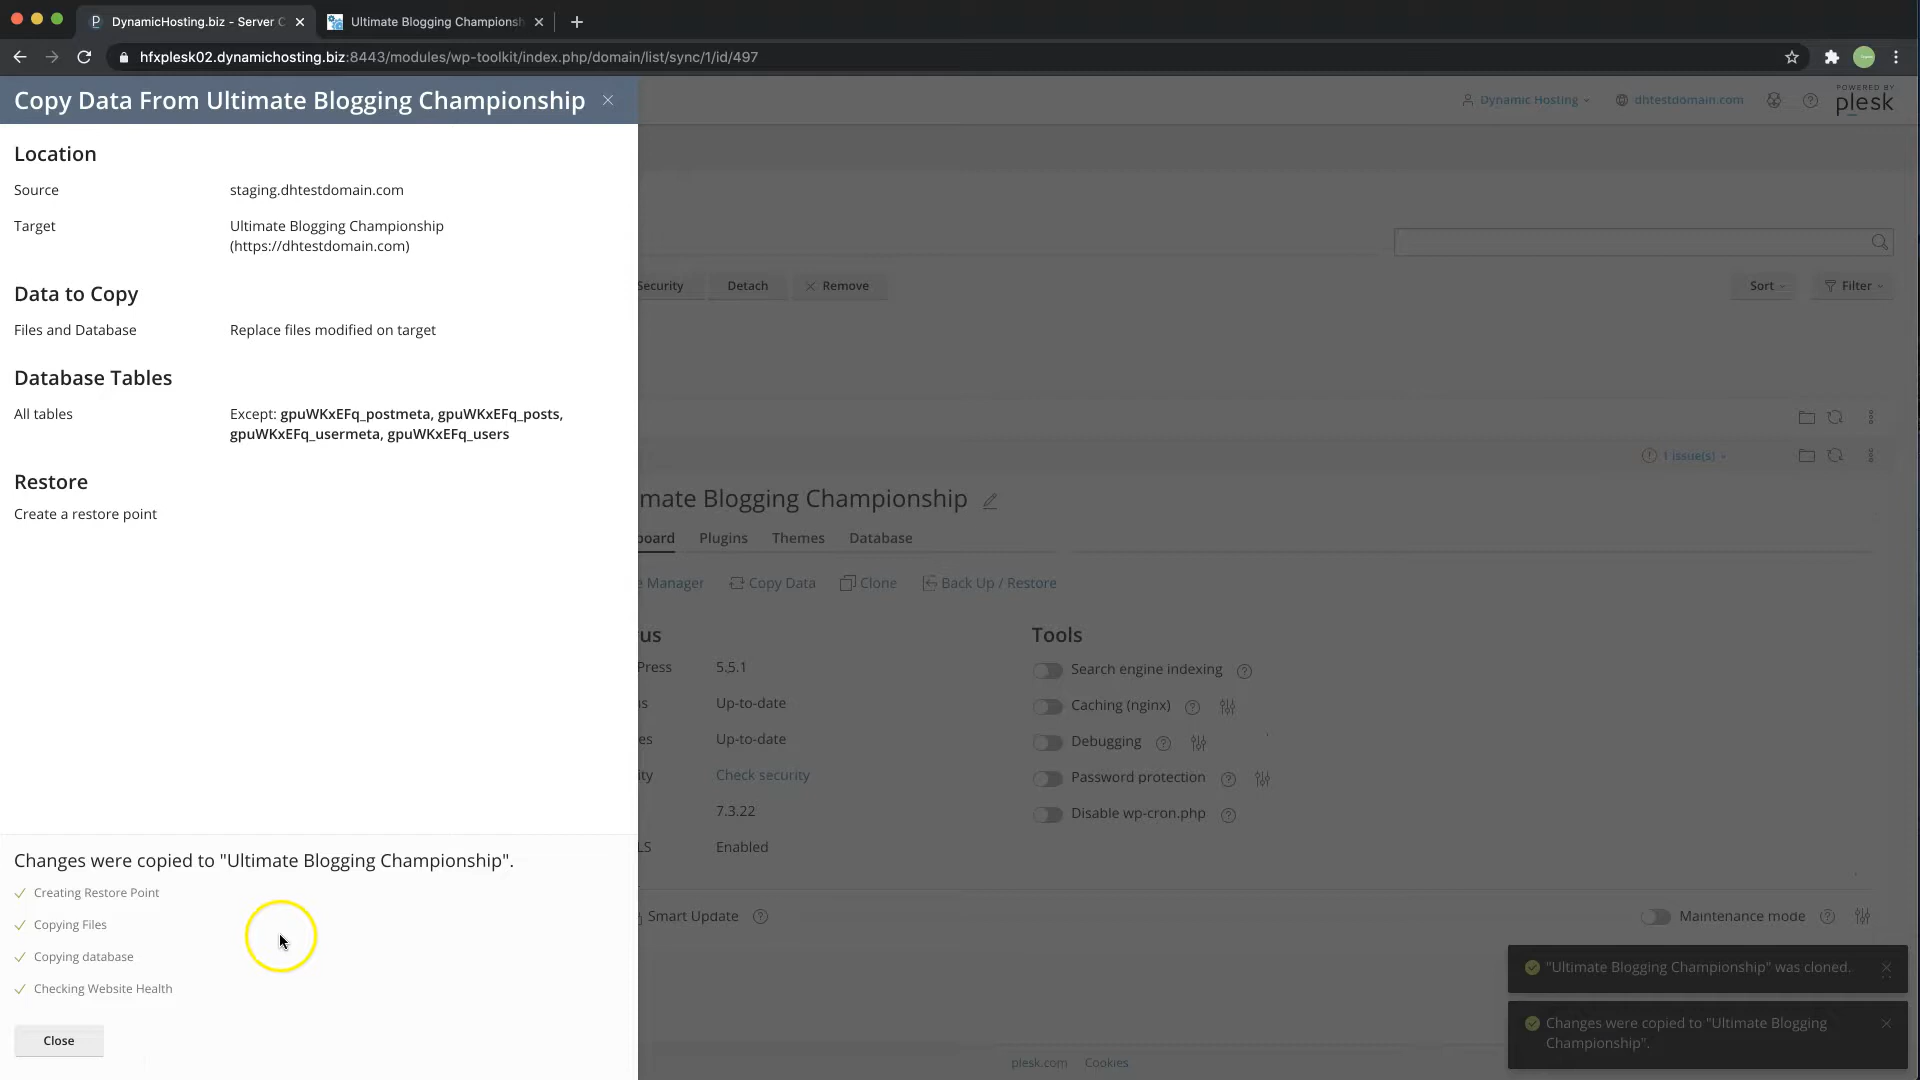 DynamicHosting.biz - Server C
Ultimate Blogging Championsh
hfxplesk02.dynamichosting.biz:8443/modules/wp-toolkit/index.php/domain/list/sync/1/id/497
Copy Data From Ultimate Blogging Championship
Dynamic Hosting
dhtestdomain.com
POWERED BY
plesk
Location
Source
staging.dhtestdomain.com
Target
Ultimate Blogging Championship
(https://dhtestdomain.com)
Security
Detach
Remove
Sort
Filter
Data to Copy
Files and Database
Replace files modified on target
Database Tables
All tables
Except: gpuWKxEFq_postmeta, gpuWKxEFq_posts,
gpuWKxEFq_usermeta, gpuWKxEFq_users
1 issue(s)
Restore
Create a restore point
mate Blogging Championship
board
Plugins
Themes
Database
e Manager
Copy Data
Clone
Back Up / Restore
us
Press
5.5.1
s
Up-to-date
es
Up-to-date
ity
Check security
7.3.22
LS
Enabled
Tools
Search engine indexing
Caching (nginx)
Debugging
Password protection
Disable wp-cron.php
Smart Update
Maintenance mode
Changes were copied to "Ultimate Blogging Championship".
Creating Restore Point
Copying Files
Copying database
Checking Website Health
Close
"Ultimate Blogging Championship" was cloned.
Changes were copied to "Ultimate Blogging
Championship".
plesk.com
Cookies